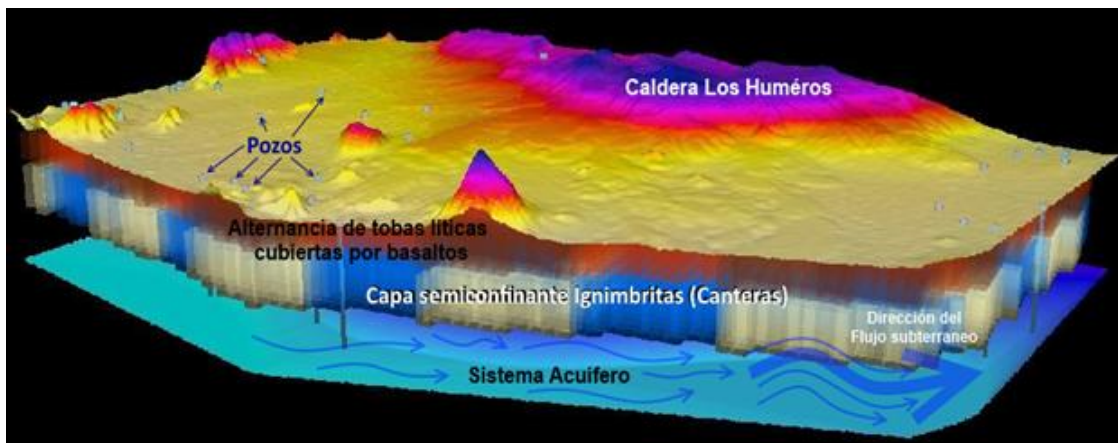 Caldera Los Huméros
Pozos
Alternancia de tobas líticas
cubiertas por basaltos
Capa semiconfinante Ignimbritas (Canteras)
Dirección del
Flujo subterraneo
Sistema Acuifero